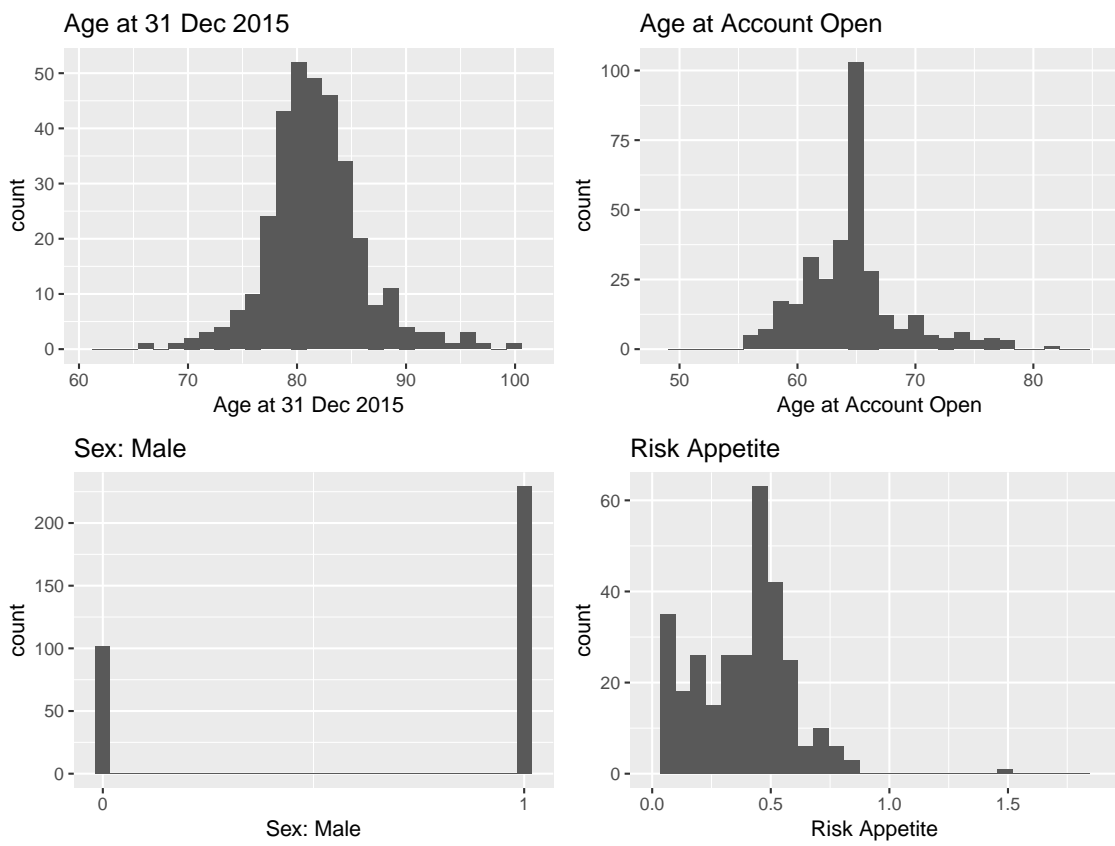 Age at 31 Dec 2015
50
40
30
20
10
0
count
60 70 80 90 100
Age at 31 Dec 2015
Age at Account Open
100
75
50
25
0
count
50 60 70 80
Age at Account Open
Sex: Male
200
150
100
50
0
count
0 1
Sex: Male
Risk Appetite
60
40
20
0
count
0.0 0.5 1.0 1.5
Risk Appetite